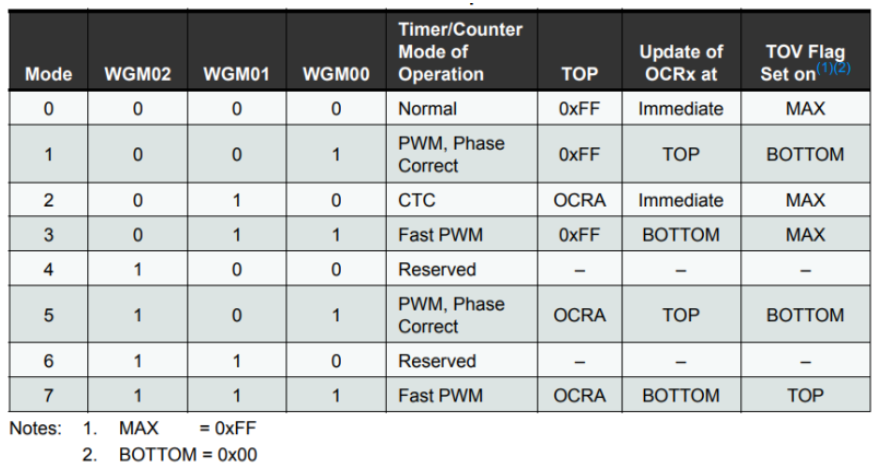 Mode WGM02 WGM01 WGM00 Timer/Counter Mode of Operation TOP Update of OCRx at TOV Flag Set on(1)(2)
0 0 0 0 Normal 0xFF Immediate MAX
1 0 0 1 PWM, Phase Correct 0xFF TOP BOTTOM
2 0 1 0 CTC OCRA Immediate MAX
3 0 1 1 Fast PWM 0xFF BOTTOM MAX
4 1 0 0 Reserved – – –
5 1 0 1 PWM, Phase Correct OCRA TOP BOTTOM
6 1 1 0 Reserved – – –
7 1 1 1 Fast PWM OCRA BOTTOM TOP
Notes: 1. MAX = 0xFF
2. BOTTOM = 0x00